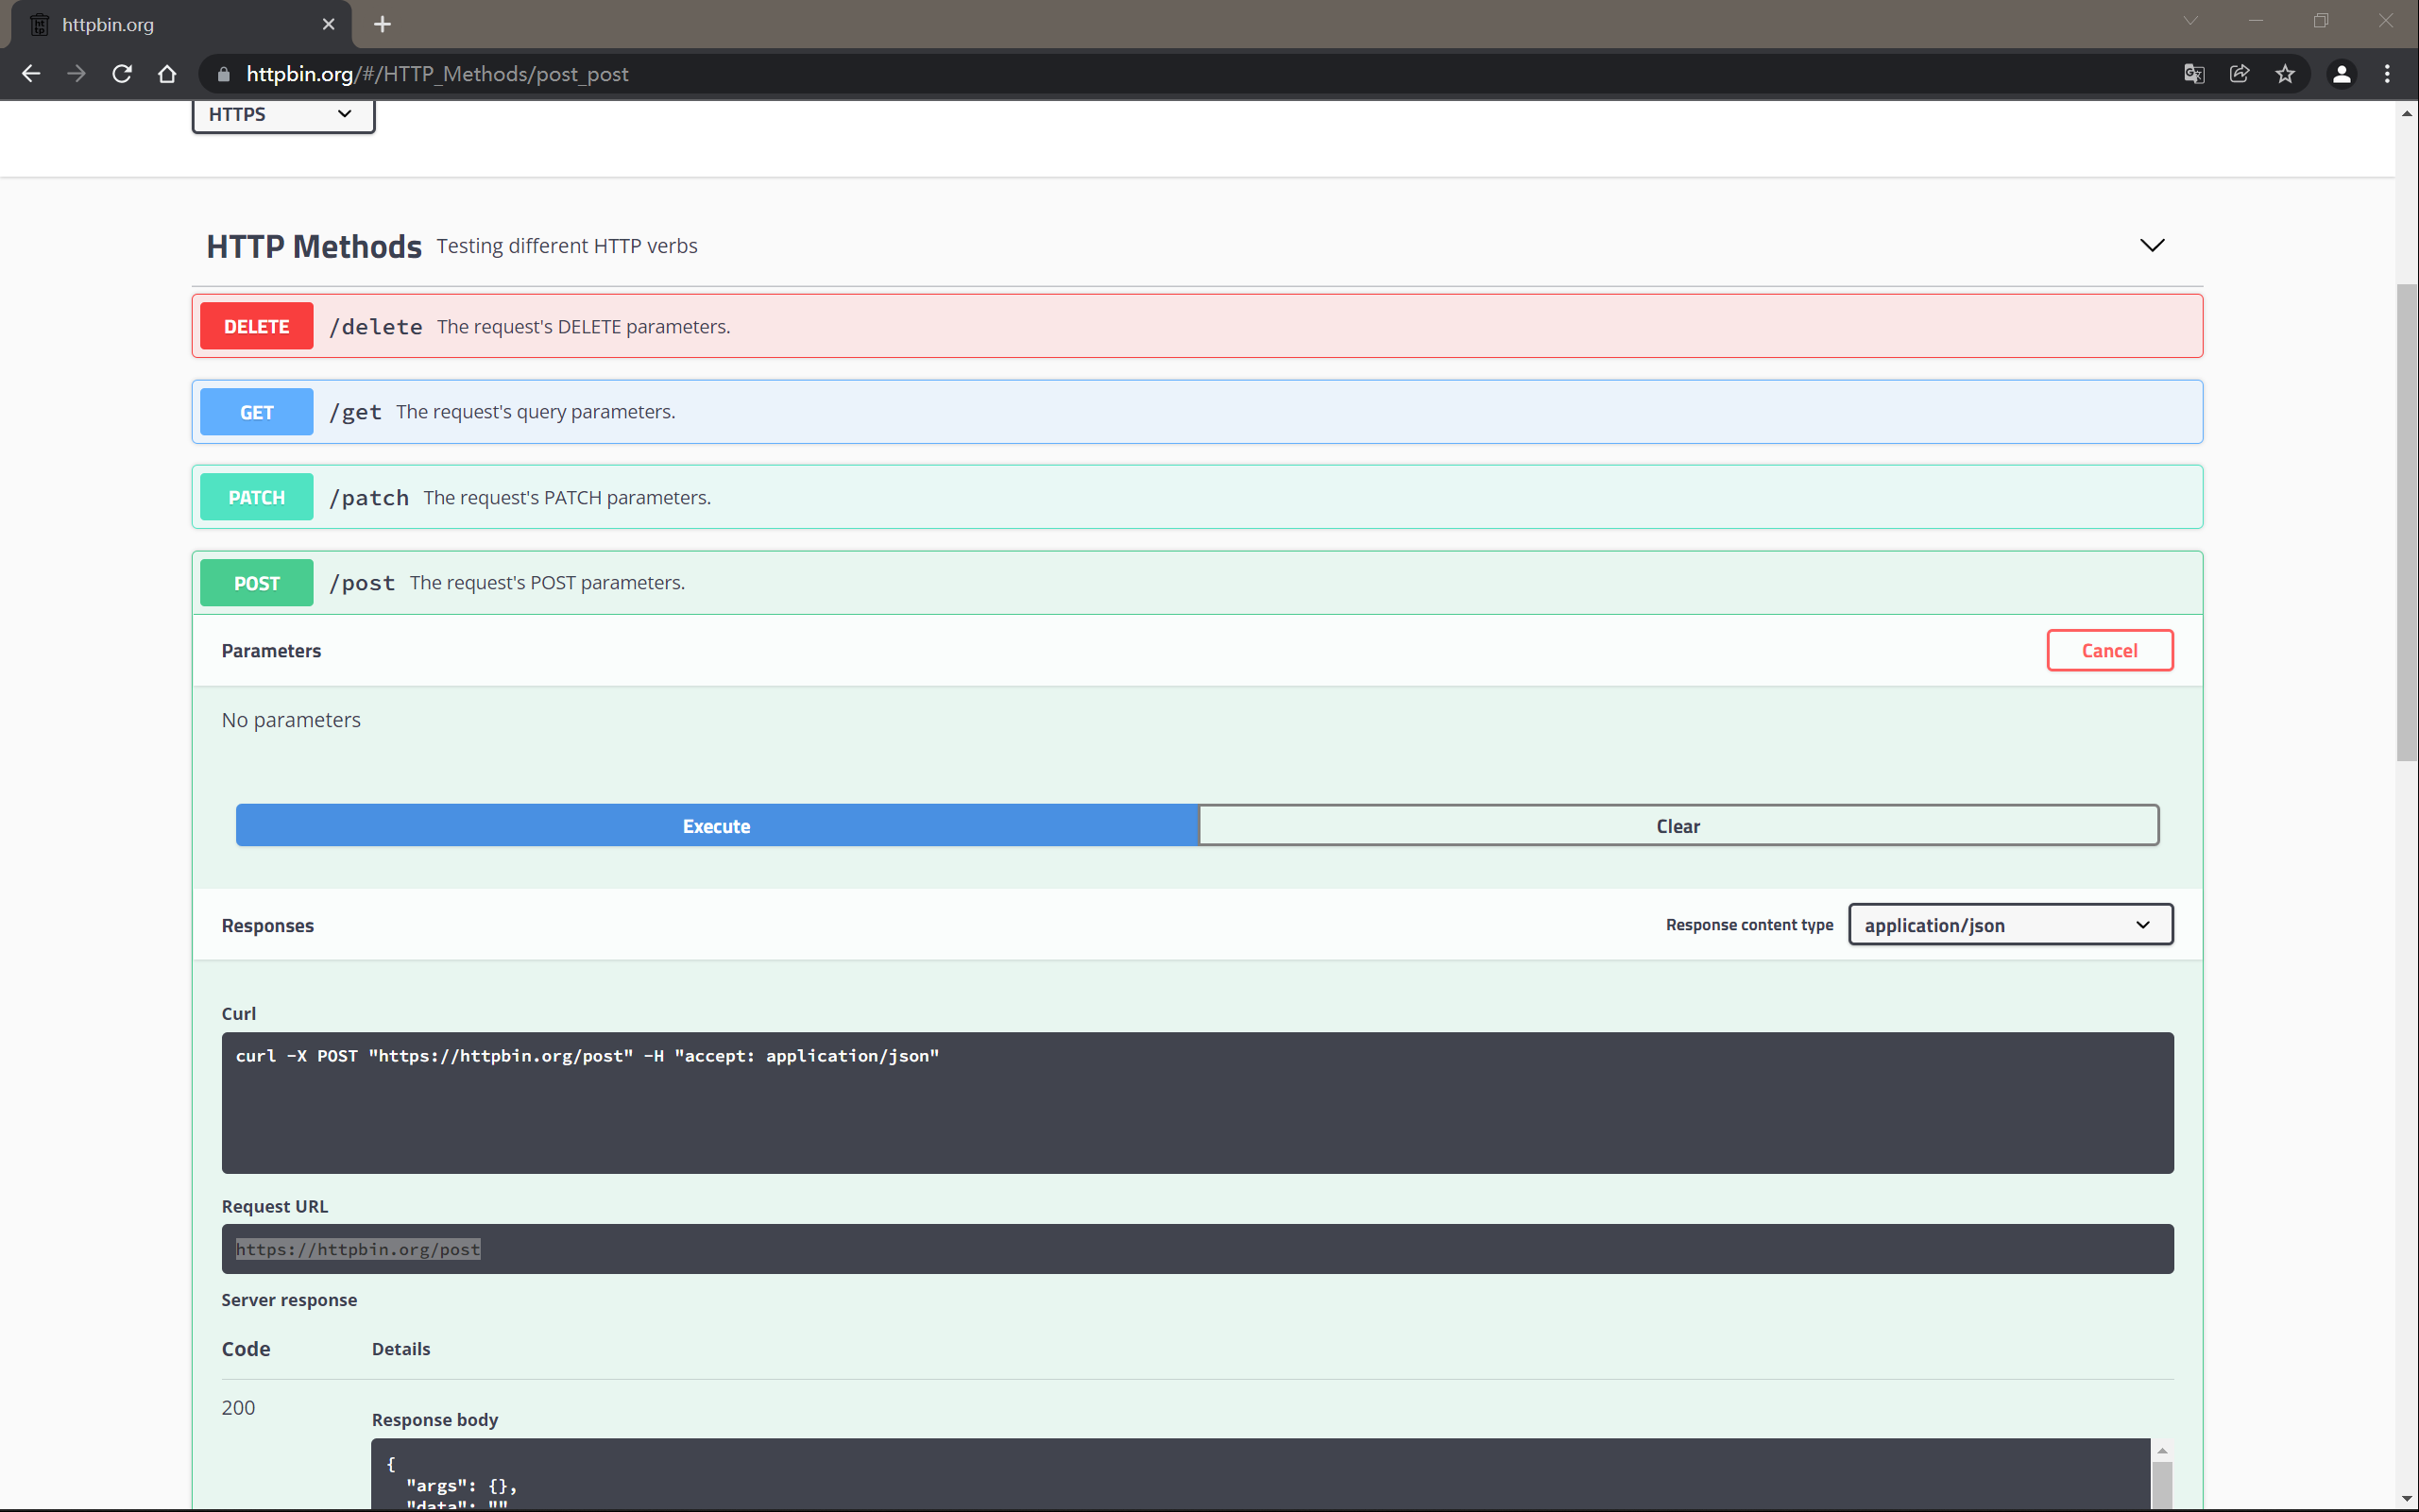 httpbin.org
httpbin.org/#/HTTP_Methods/post_post
HTTPS
HTTP Methods Testing different HTTP verbs
DELETE /delete The request's DELETE parameters.
GET /get The request's query parameters.
PATCH /patch The request's PATCH parameters.
POST /post The request's POST parameters.
Parameters Cancel
No parameters
Execute Clear
Responses Response content type application/json
Curl
curl -X POST "https://httpbin.org/post" -H "accept: application/json"
Request URL
https://httpbin.org/post
Server response
Code Details
200
Response body
{
"args": {},
"data": ""